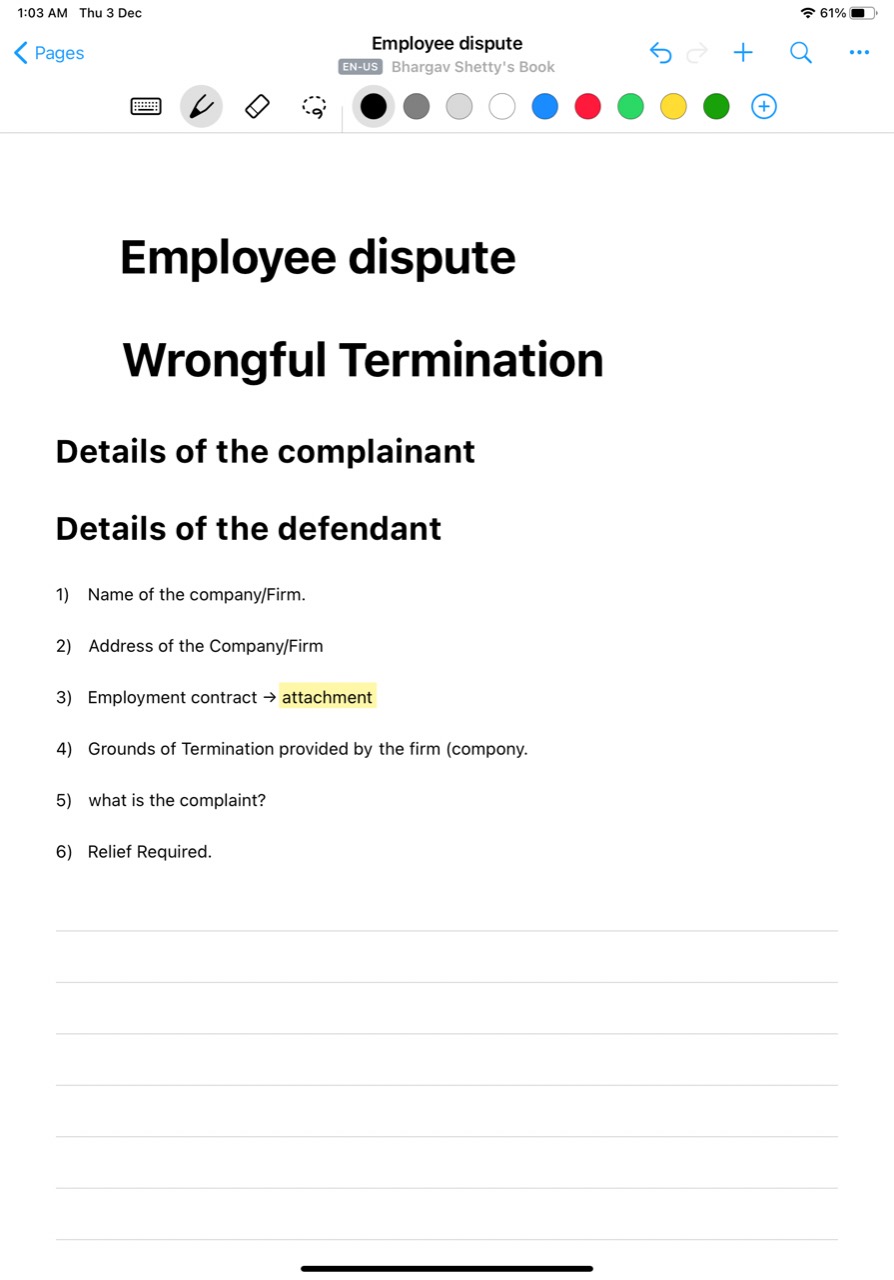 1:03 AM Thu 3 Dec
61%
Pages
Employee dispute
EN-US Bhargav Shetty's Book
Employee dispute
Wrongful Termination
Details of the complainant
Details of the defendant
1) Name of the company/Firm.
2) Address of the Company/Firm
3) Employment contract → attachment
4) Grounds of Termination provided by the firm (compony.
5) what is the complaint?
6) Relief Required.